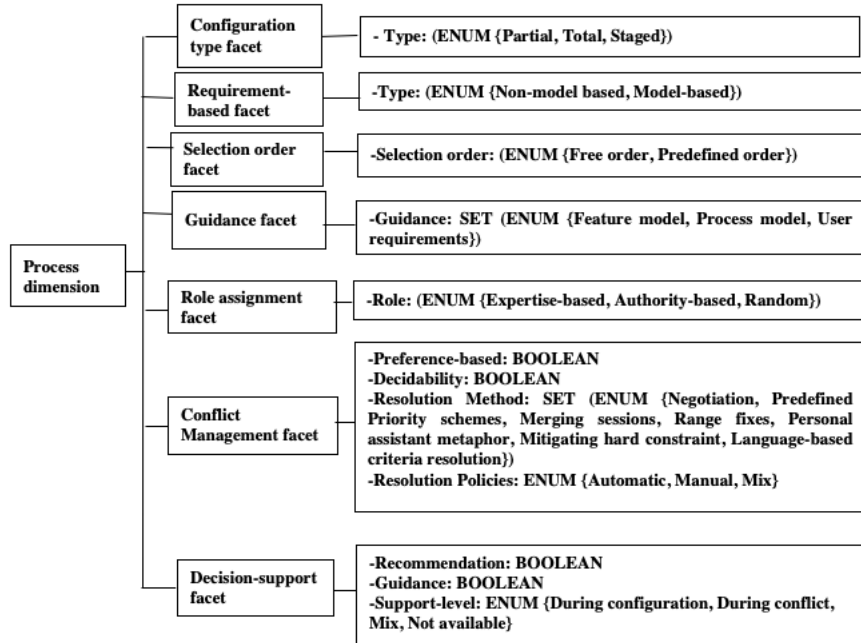 Configuration
type facet
- Type: (ENUM {Partial, Total, Staged})
Requirement-
based facet
-Type: (ENUM {Non-model based, Model-based})
Selection order
facet
-Selection order: (ENUM {Free order, Predefined order})
Guidance facet
-Guidance: SET (ENUM {Feature model, Process model, User
requirements})
Process
dimension
Role assignment
facet
-Role: (ENUM {Expertise-based, Authority-based, Random})
Conflict
Management facet
-Preference-based: BOOLEAN
-Decidability: BOOLEAN
-Resolution Method: SET (ENUM {Negotiation, Predefined
Priority schemes, Merging sessions, Range fixes, Personal
assistant metaphor, Mitigating hard constraint, Language-based
criteria resolution})
-Resolution Policies: ENUM {Automatic, Manual, Mix}
Decision-support
facet
-Recommendation: BOOLEAN
-Guidance: BOOLEAN
-Support-level: ENUM {During configuration, During conflict,
Mix, Not available}